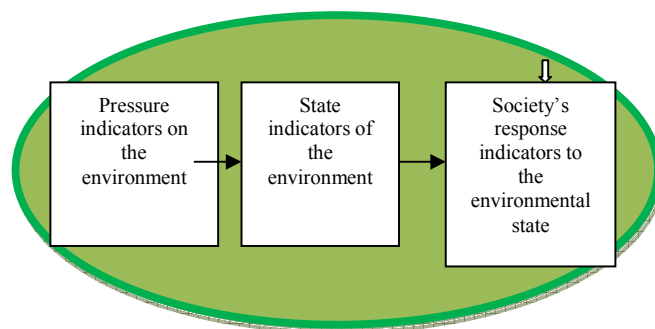 Pressure
indicators on
the
environment
State
indicators of
the
environment
Society’s
response
indicators to
the
environmental
state